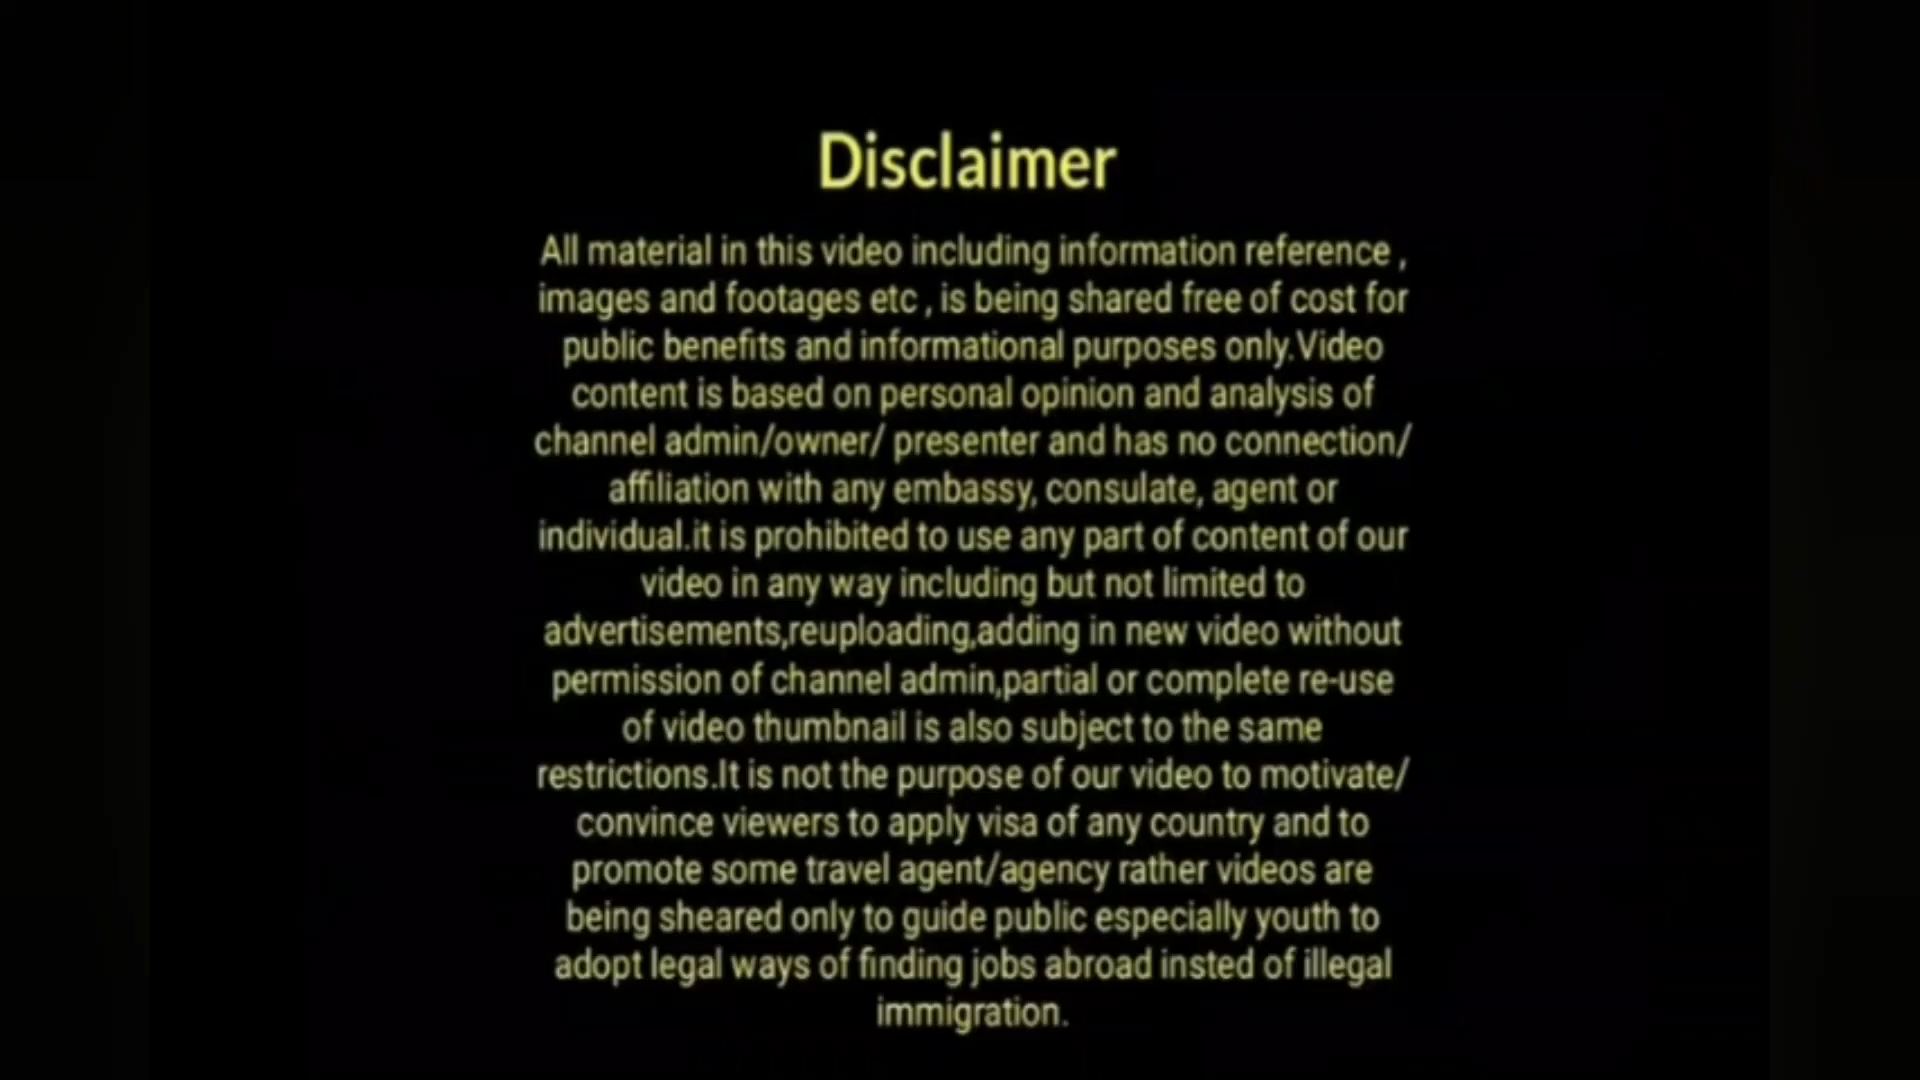 Disclaimer
All material in this video including information reference ,
images and footages etc , is being shared free of cost for
public benefits and informational purposes only.Video
content is based on personal opinion and analysis of
channel admin/owner/ presenter and has no connection/
affiliation with any embassy, consulate, agent or
individual.it is prohibited to use any part of content of our
video in any way including but not limited to
advertisements,reuploading,adding in new video without
permission of channel admin,partial or complete re-use
of video thumbnail is also subject to the same
restrictions.It is not the purpose of our video to motivate/
convince viewers to apply visa of any country and to
promote some travel agent/agency rather videos are
being sheared only to guide public especially youth to
adopt legal ways of finding jobs abroad insted of illegal
immigration.